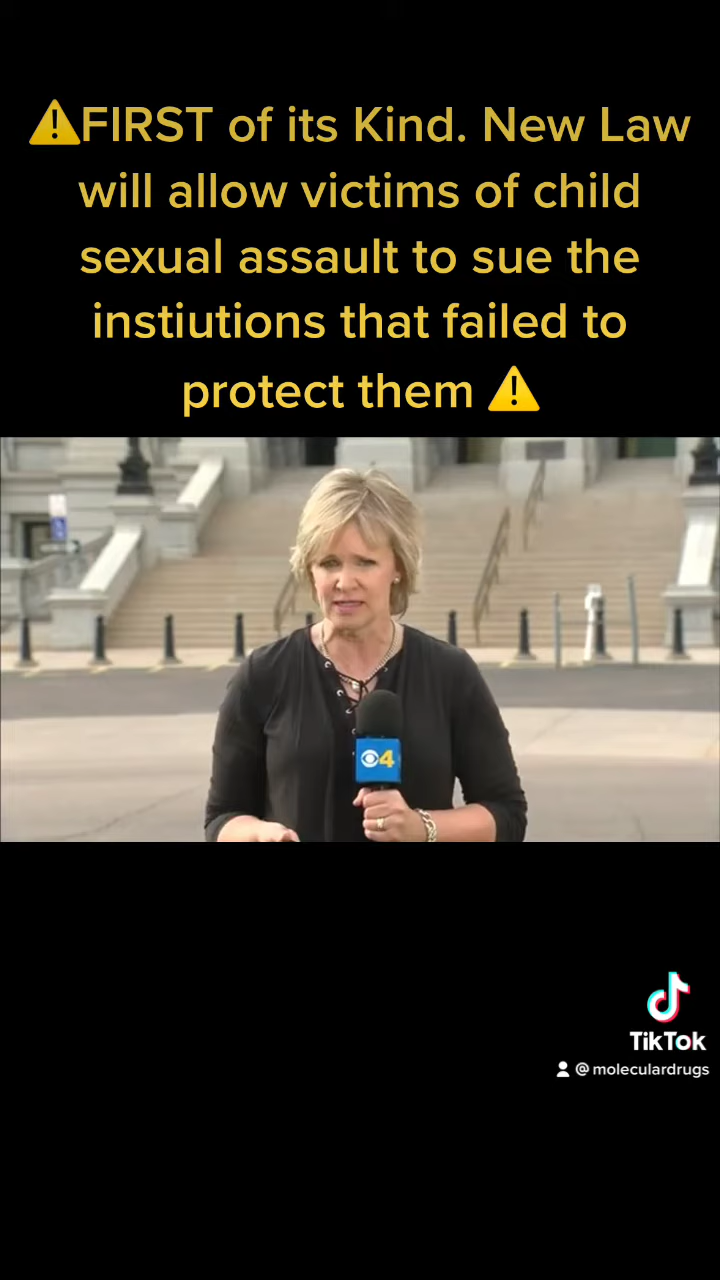 ⚠️FIRST of its Kind. New Law
will allow victims of child
sexual assault to sue the
instiutions that failed to
protect them ⚠️
4
TikTok
@moleculardrugs